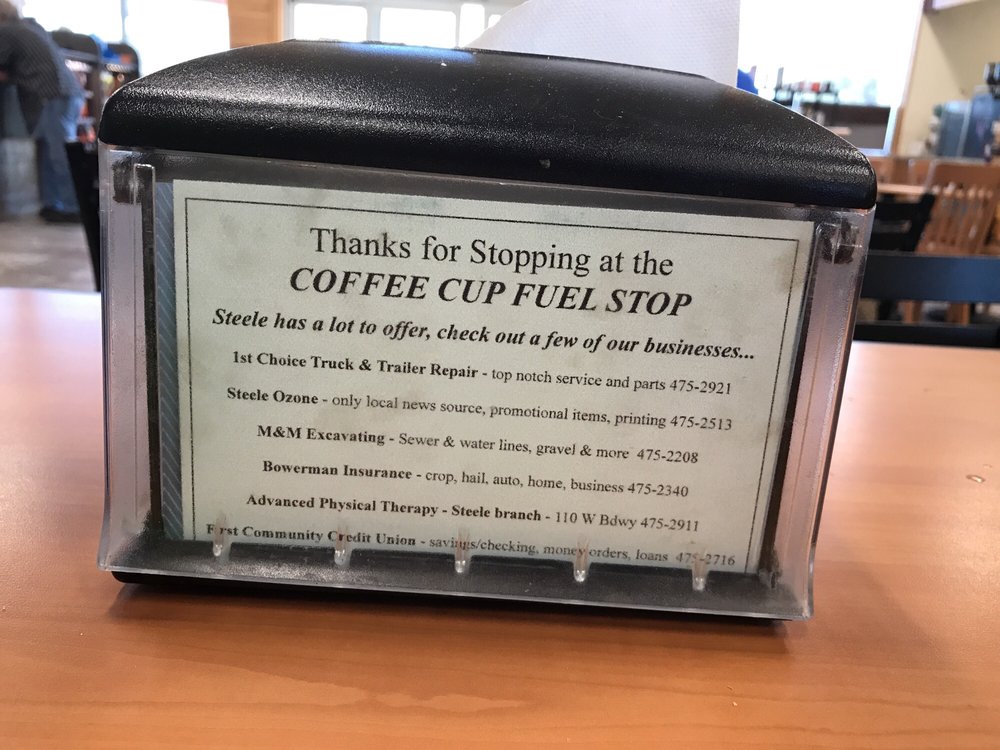 Thanks for Stopping at the
COFFEE CUP FUEL STOP
Steele has a lot to offer, check out a few of our businesses...
1st Choice Truck & Trailer Repair - top notch service and parts 475-2921
Steele Ozone - only local news source, promotional items, printing 475-2513
M&M Excavating - Sewer & water lines, gravel & more 475-2208
Bowerman Insurance - crop, hail, auto, home, business 475-2340
Advanced Physical Therapy - Steele branch - 110 W Bdwy 475-2911
First Community Credit Union - savings/checking, money orders, loans 475-2716